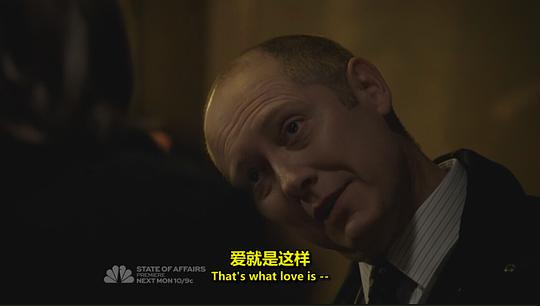 爱就是这样
That's what love is --
STATE OF AFFAIRS
PREMIERE
NEXT MON 10/9c